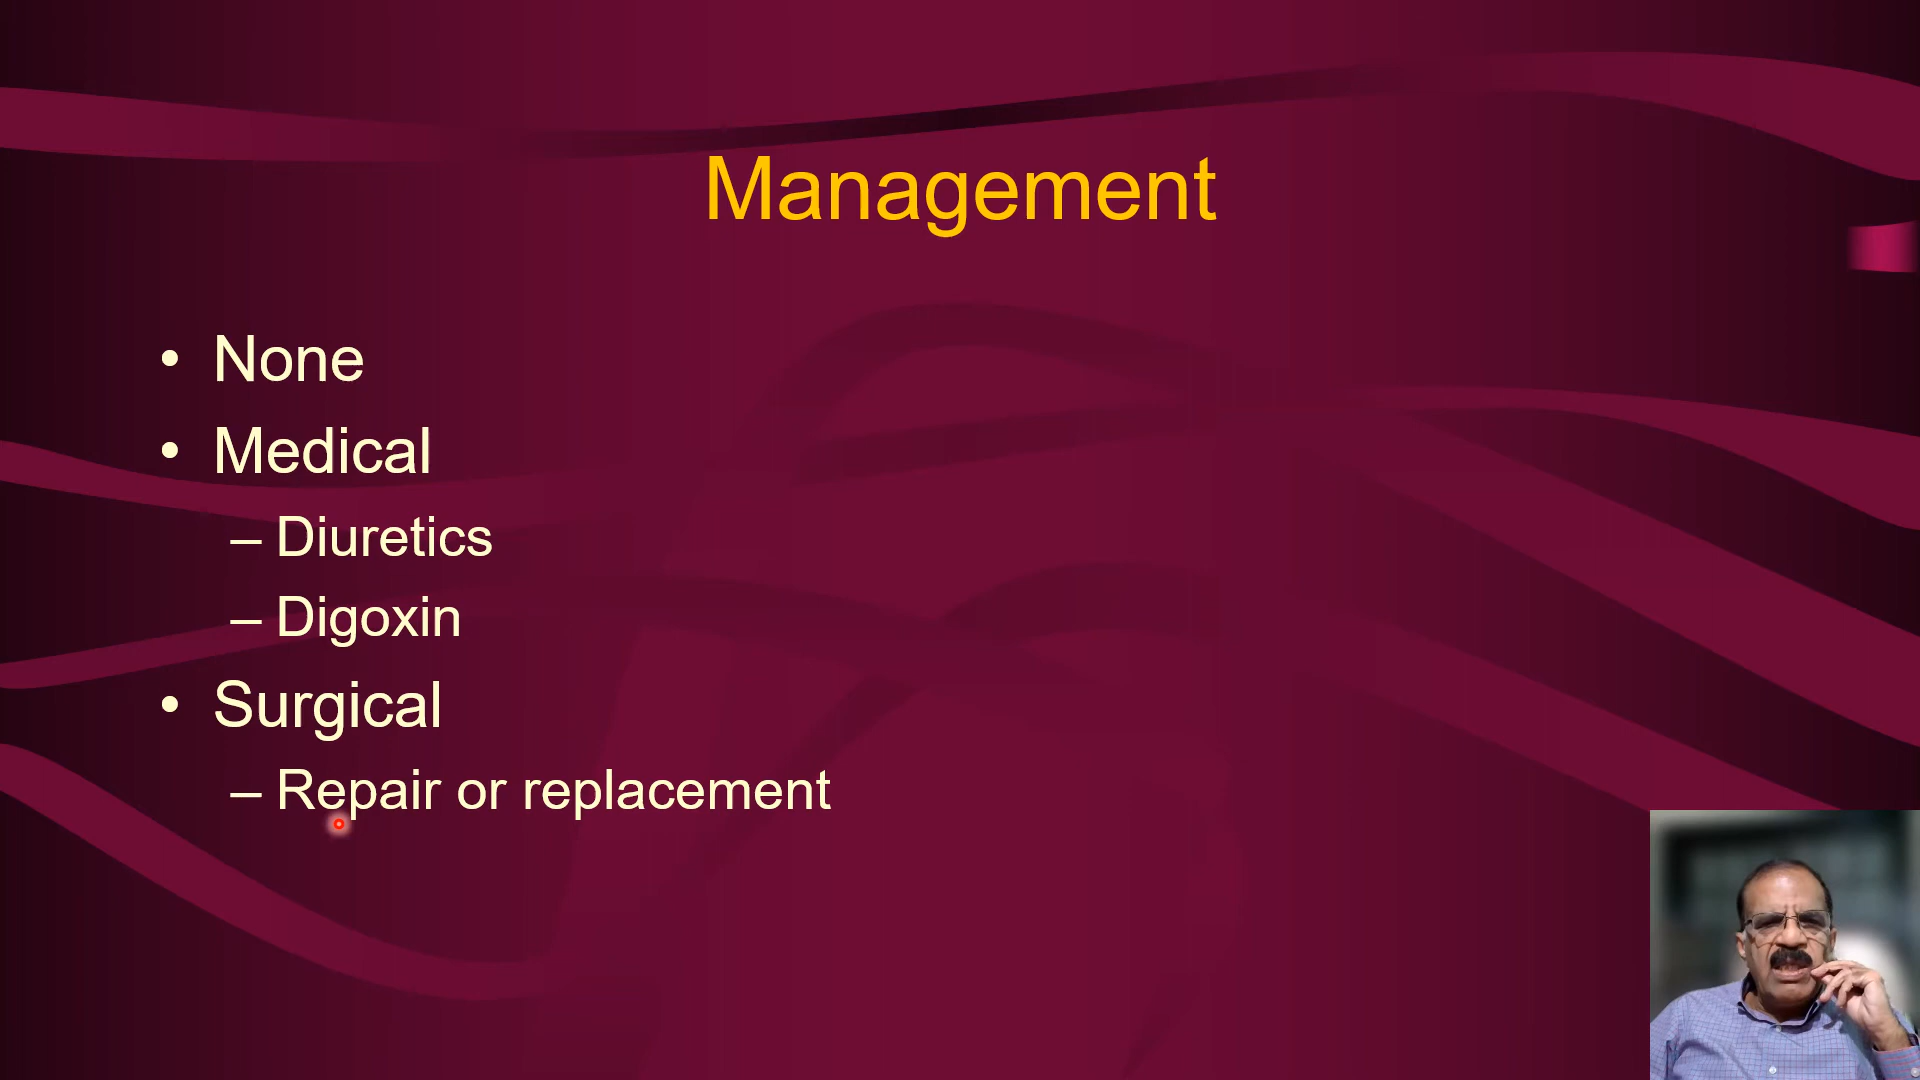 Management
• None
• Medical
– Diuretics
– Digoxin
• Surgical
– Repair or replacement